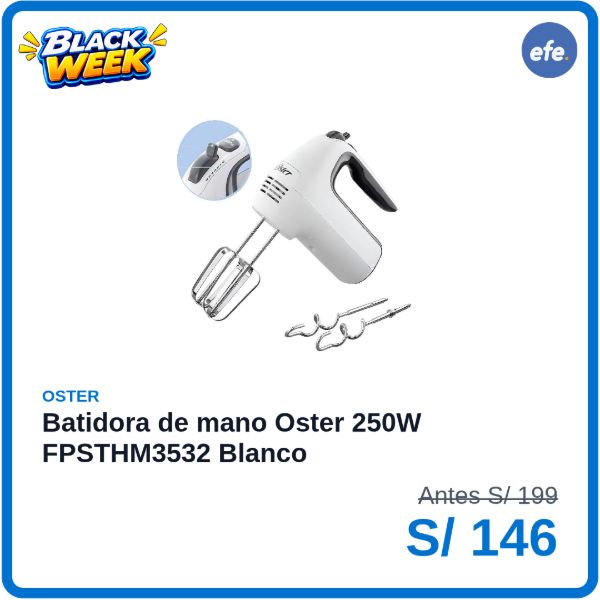 BLACK
WEEK
efe.
OSTER
Batidora de mano Oster 250W
FPSTHM3532 Blanco
Antes S/ 199
S/ 146